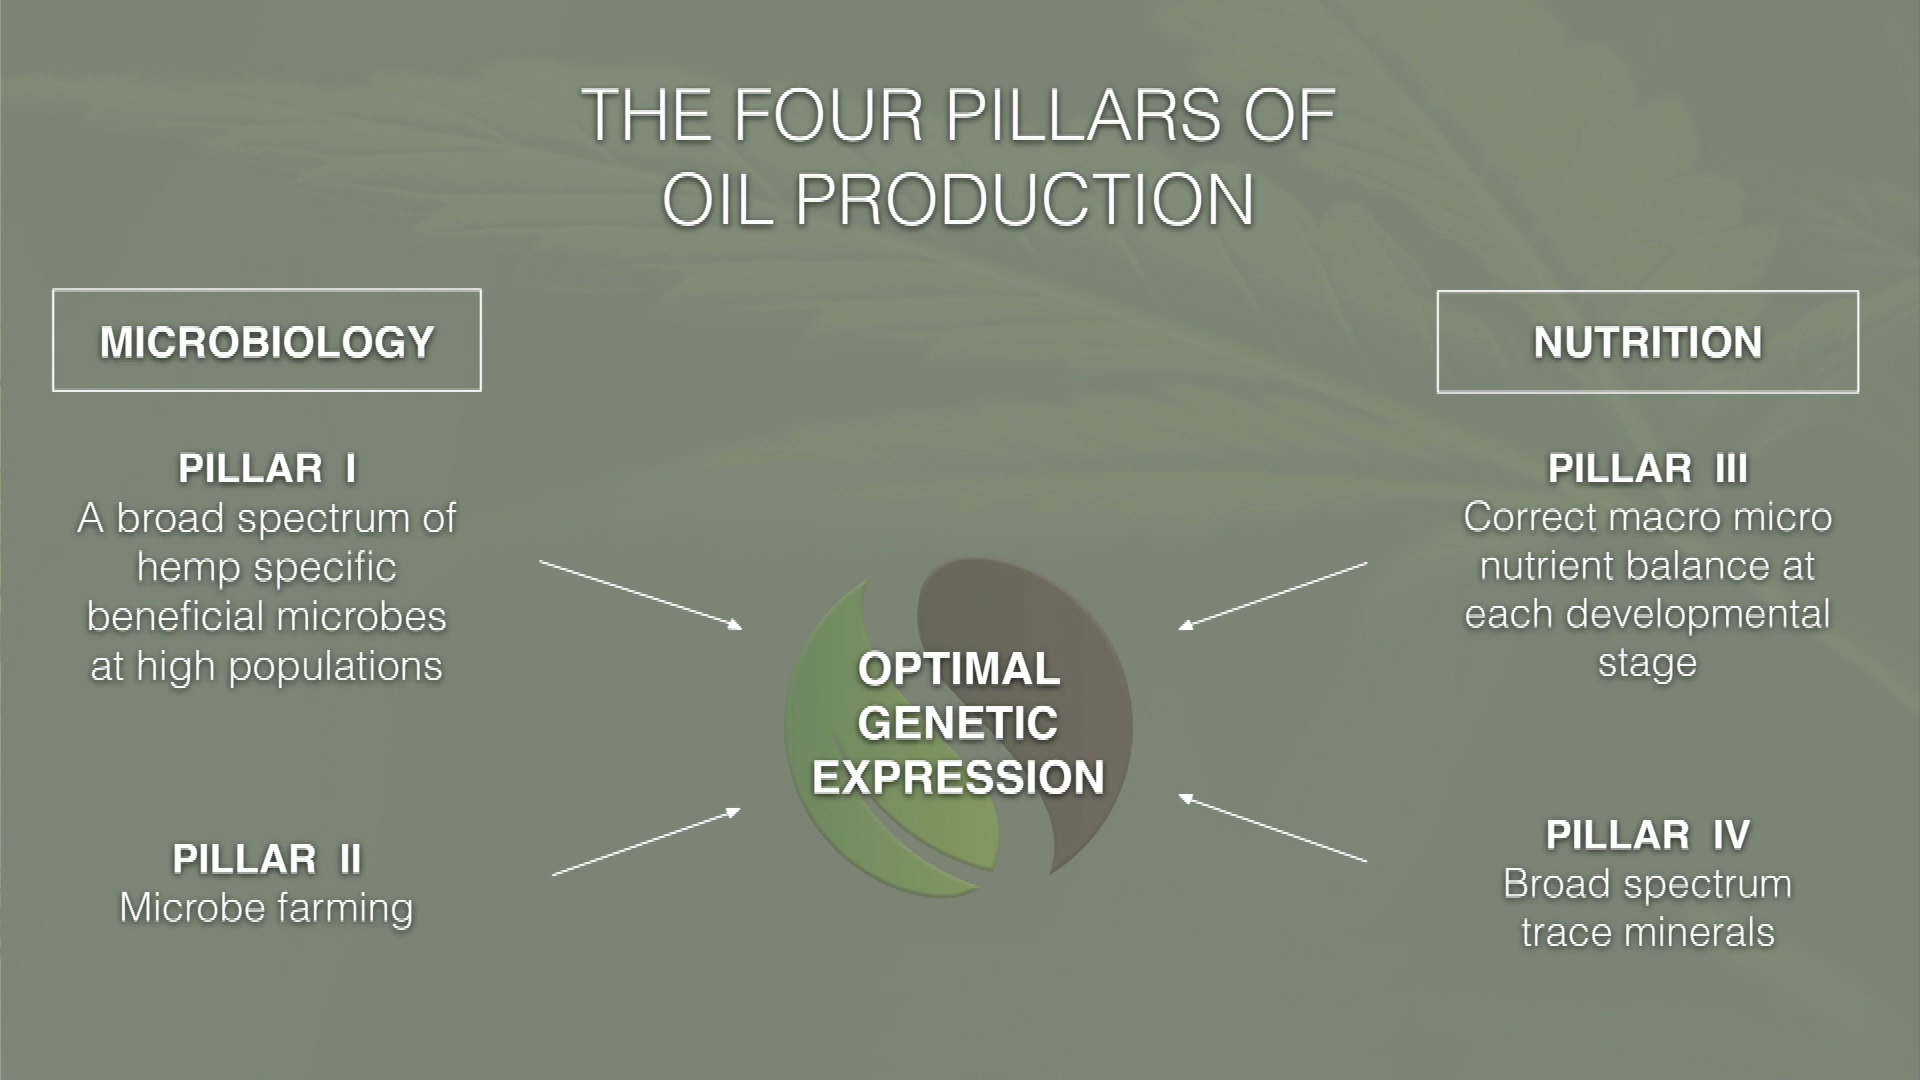 THE FOUR PILLARS OF
OIL PRODUCTION
MICROBIOLOGY
PILLAR I
A broad spectrum of
hemp specific
beneficial microbes
at high populations
PILLAR II
Microbe farming
OPTIMAL
GENETIC
EXPRESSION
NUTRITION
PILLAR III
Correct macro micro
nutrient balance at
each developmental
stage
PILLAR IV
Broad spectrum
trace minerals